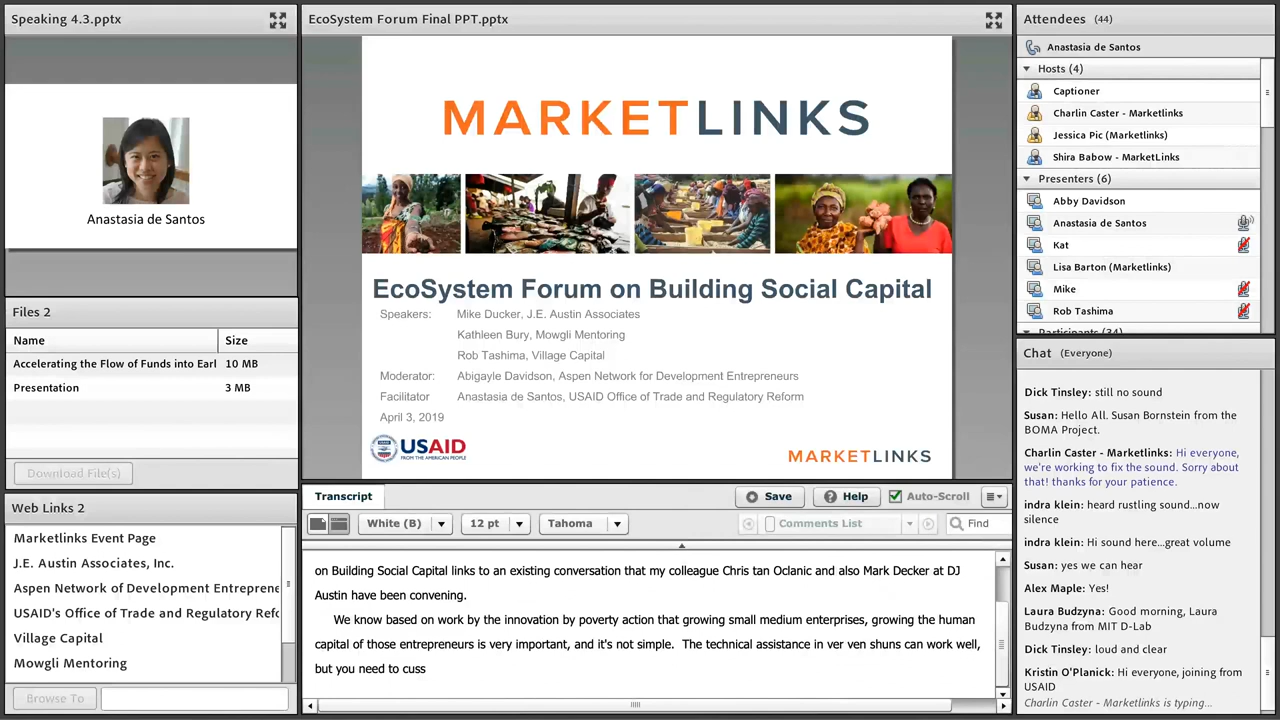 Speaking 4.3.pptx
Anastasia de Santos
Files 2
Name Size
Accelerating the Flow of Funds into Earl 10 MB
Presentation 3 MB
Download File(s)
Web Links 2
Marketlinks Event Page
J.E. Austin Associates, Inc.
Aspen Network of Development Entreprene
USAID's Office of Trade and Regulatory Refo
Village Capital
Mowgli Mentoring
Browse To
EcoSystem Forum Final PPT.pptx
MARKETLINKS
EcoSystem Forum on Building Social Capital
Speakers: Mike Ducker, J.E. Austin Associates
Kathleen Bury, Mowgli Mentoring
Rob Tashima, Village Capital
Moderator: Abigayle Davidson, Aspen Network for Development Entrepreneurs
Facilitator Anastasia de Santos, USAID Office of Trade and Regulatory Reform
April 3, 2019
USAID
FROM THE AMERICAN PEOPLE
MARKETLINKS
Transcript Save Help Auto-Scroll
White (B) 12 pt Tahoma Comments List Find
on Building Social Capital links to an existing conversation that my colleague Chris tan Oclanic and also Mark Decker at DJ
Austin have been convening.
We know based on work by the innovation by poverty action that growing small medium enterprises, growing the human
capital of those entrepreneurs is very important, and it's not simple. The technical assistance in ver ven shuns can work well,
but you need to cuss
Attendees (44)
Anastasia de Santos
Hosts (4)
Captioner
Charlin Caster - Marketlinks
Jessica Pic (Marketlinks)
Shira Babow - MarketLinks
Presenters (6)
Abby Davidson
Anastasia de Santos
Kat
Lisa Barton (Marketlinks)
Mike
Rob Tashima
Participants (34)
Chat (Everyone)
Dick Tinsley: still no sound
Susan: Hello All. Susan Bornstein from the
BOMA Project.
Charlin Caster - Marketlinks: Hi everyone,
we're working to fix the sound. Sorry about
that! thanks for your patience.
indra klein: heard rustling sound...now
silence
indra klein: Hi sound here...great volume
Susan: yes we can hear
Alex Maple: Yes!
Laura Budzyna: Good morning, Laura
Budzyna from MIT D-Lab
Dick Tinsley: loud and clear
Kristin O'Planick: Hi everyone, joining from
USAID
Charlin Caster - Marketlinks is typing...